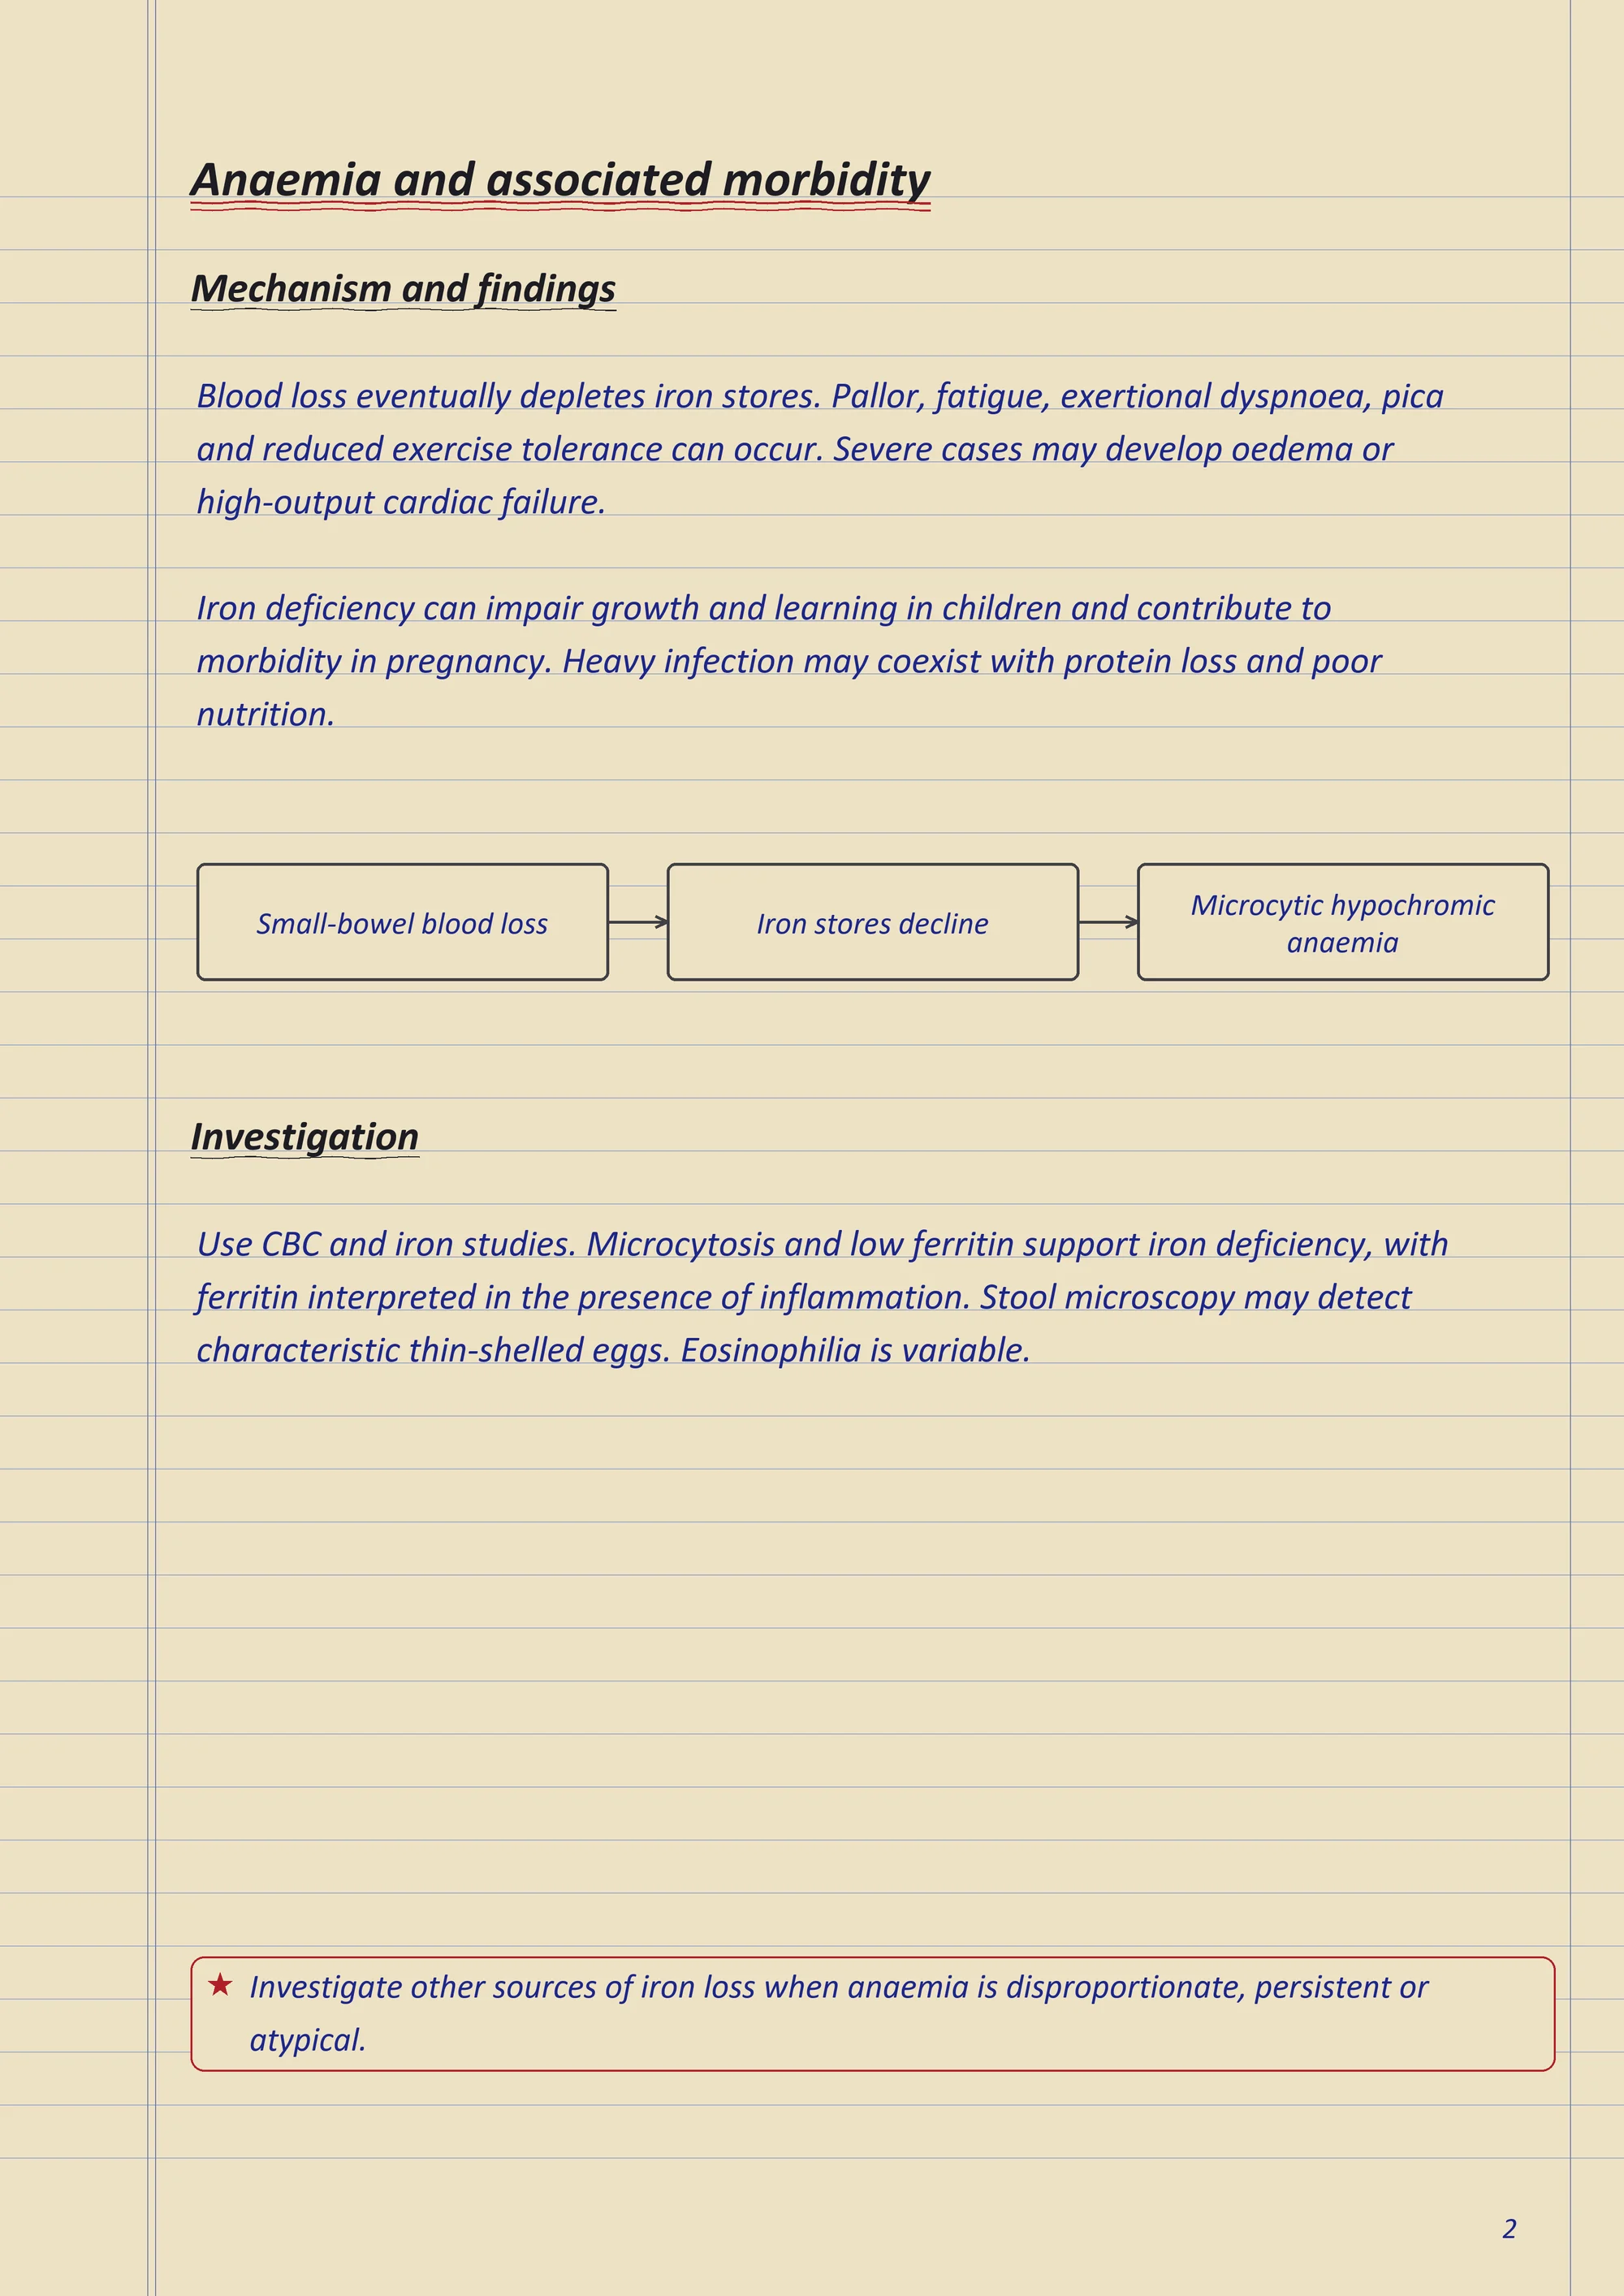 Anaemia and associated morbidity
Mechanism and findings
Blood loss eventually depletes iron stores. Pallor, fatigue, exertional dyspnoea, pica
and reduced exercise tolerance can occur. Severe cases may develop oedema or
high-output cardiac failure.
Iron deficiency can impair growth and learning in children and contribute to
morbidity in pregnancy. Heavy infection may coexist with protein loss and poor
nutrition.
Small-bowel blood loss
Iron stores decline
Microcytic hypochromic
anaemia
Investigation
Use CBC and iron studies. Microcytosis and low ferritin support iron deficiency, with
ferritin interpreted in the presence of inflammation. Stool microscopy may detect
characteristic thin-shelled eggs. Eosinophilia is variable.
★ Investigate other sources of iron loss when anaemia is disproportionate, persistent or
atypical.
2